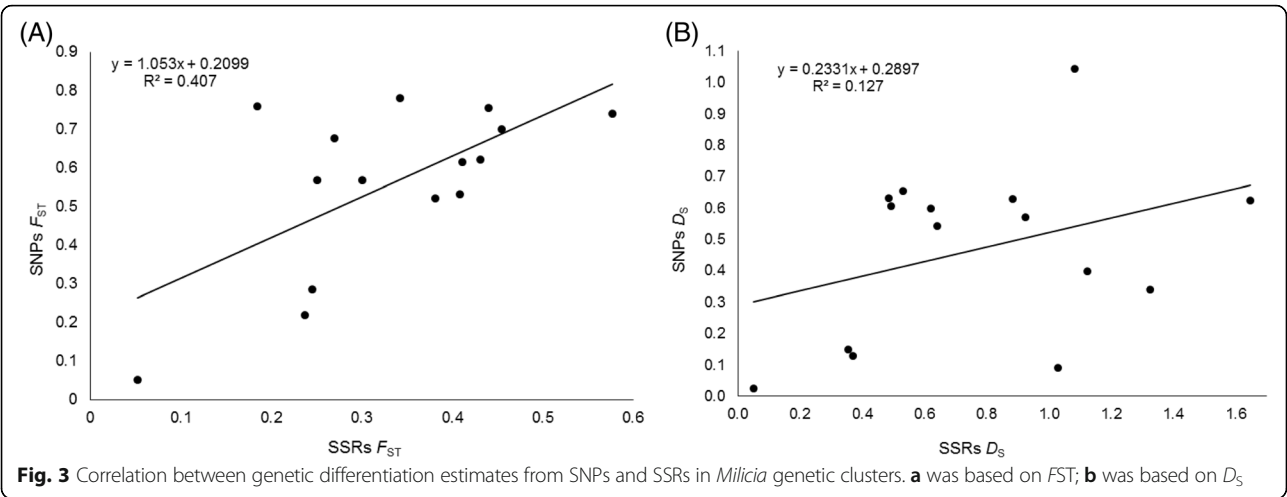 (A)
y = 1.053x + 0.2099
R² = 0.407
0.9
0.8
0.7
0.6
0.5
0.4
0.3
0.2
0.1
0
SNPs FST
0 0.1 0.2 0.3 0.4 0.5 0.6
SSRs FST
(B)
y = 0.2331x + 0.2897
R² = 0.127
1.1
1.0
0.9
0.8
0.7
0.6
0.5
0.4
0.3
0.2
0.1
0.0
SNPs DS
0.0 0.2 0.4 0.6 0.8 1.0 1.2 1.4 1.6
SSRs DS
Fig. 3 Correlation between genetic differentiation estimates from SNPs and SSRs in Milicia genetic clusters. a was based on FST; b was based on DS